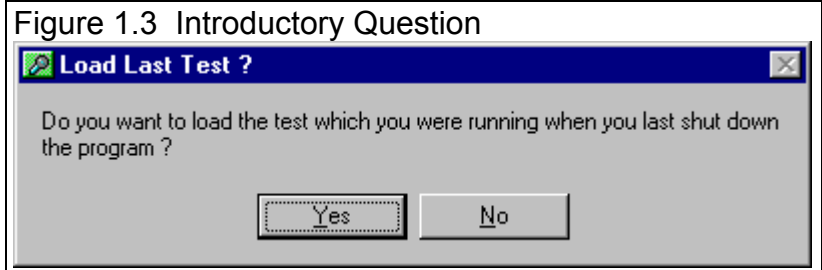 Figure 1.3  Introductory Question
Load Last Test ?
Do you want to load the test which you were running when you last shut down
the program ?
Yes No